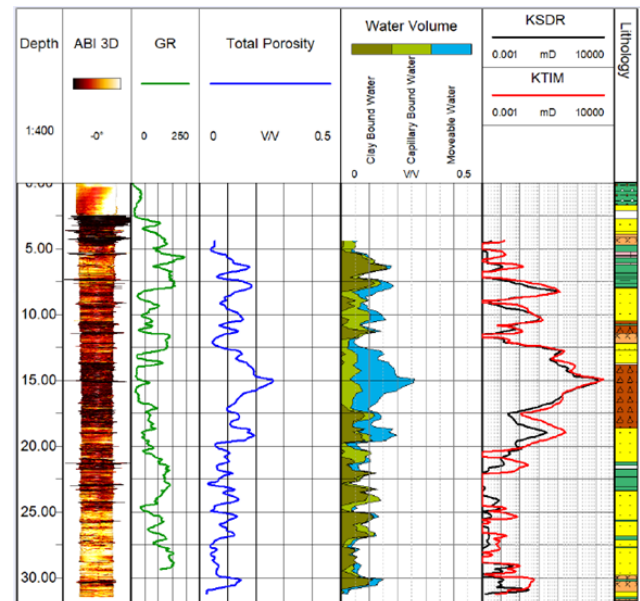 Depth
1:400
ABI 3D
-0°
GR
0 250
Total Porosity
0 V/V 0.5
Water Volume
Clay Bound Water
Capillary Bound Water
Moveable Water
0 V/V 0.5
KSDR
0.001 mD 10000
KTIM
0.001 mD 10000
Lithology
0.00
5.00
10.00
15.00
20.00
25.00
30.00